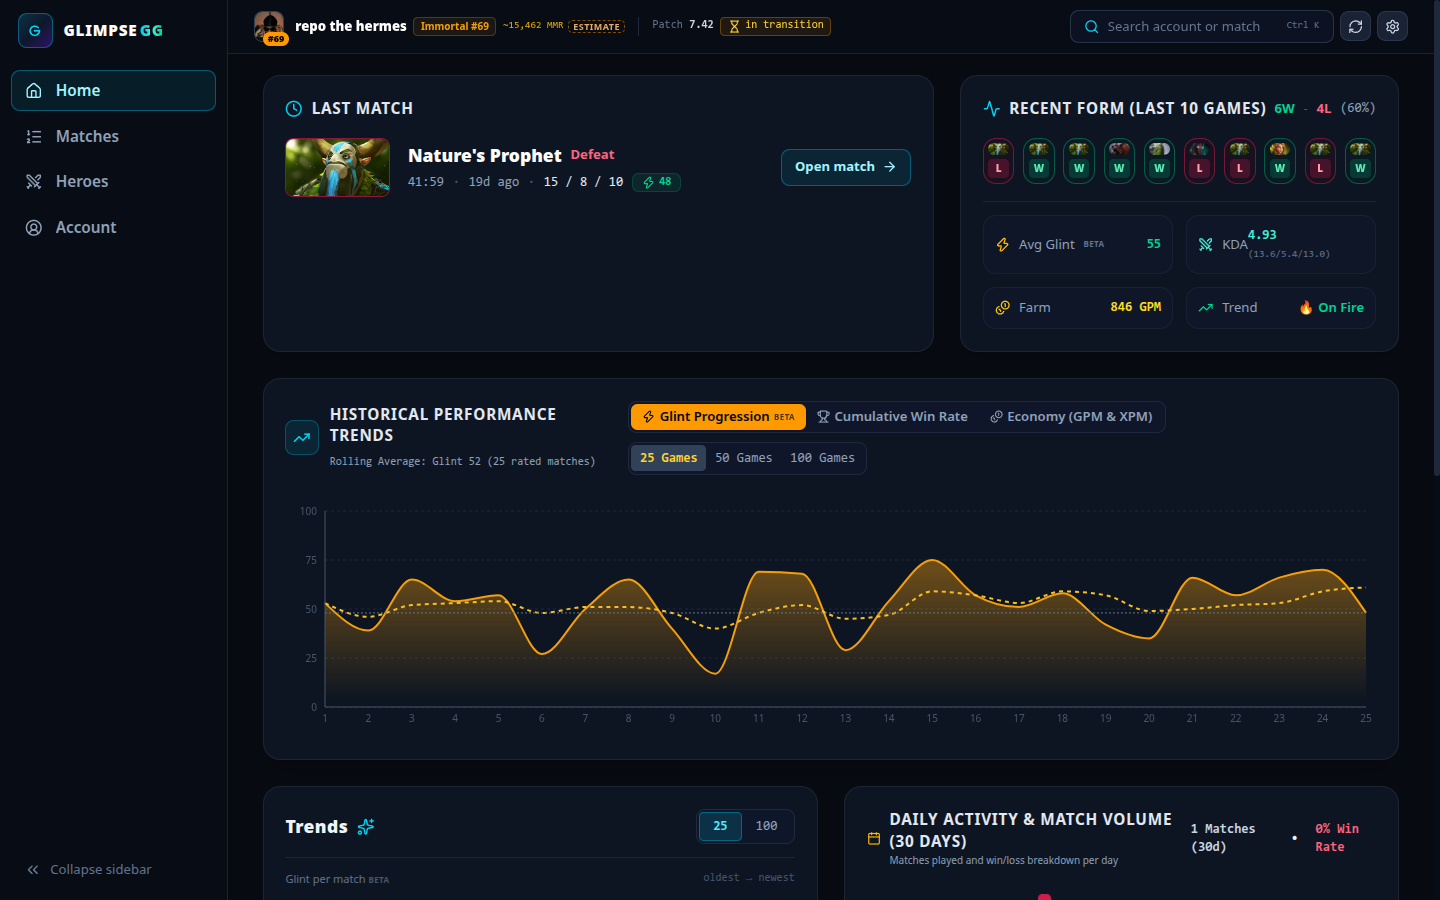 G GLIMPSE GG
Home
Matches
Heroes
Account
Collapse sidebar
#69 repo the hermes Immortal #69 ~15,462 MMR ESTIMATE Patch 7.42 in transition Search account or match Ctrl K
LAST MATCH
Nature's Prophet Defeat
41:59 · 19d ago · 15 / 8 / 10 48
Open match →
RECENT FORM (LAST 10 GAMES) 6W - 4L (60%)
L W W W W L L W L W
Avg Glint BETA 55
KDA 4.93
(13.6/5.4/13.0)
Farm 846 GPM
Trend 🔥 On Fire
HISTORICAL PERFORMANCE
TRENDS
Rolling Average: Glint 52 (25 rated matches)
Glint Progression BETA Cumulative Win Rate Economy (GPM & XPM)
25 Games 50 Games 100 Games
100
75
50
25
0
1 2 3 4 5 6 7 8 9 10 11 12 13 14 15 16 17 18 19 20 21 22 23 24 25
Trends 25 100
Glint per match BETA oldest → newest
DAILY ACTIVITY & MATCH VOLUME
(30 DAYS)
Matches played and win/loss breakdown per day
1 Matches
(30d)
•
0% Win
Rate